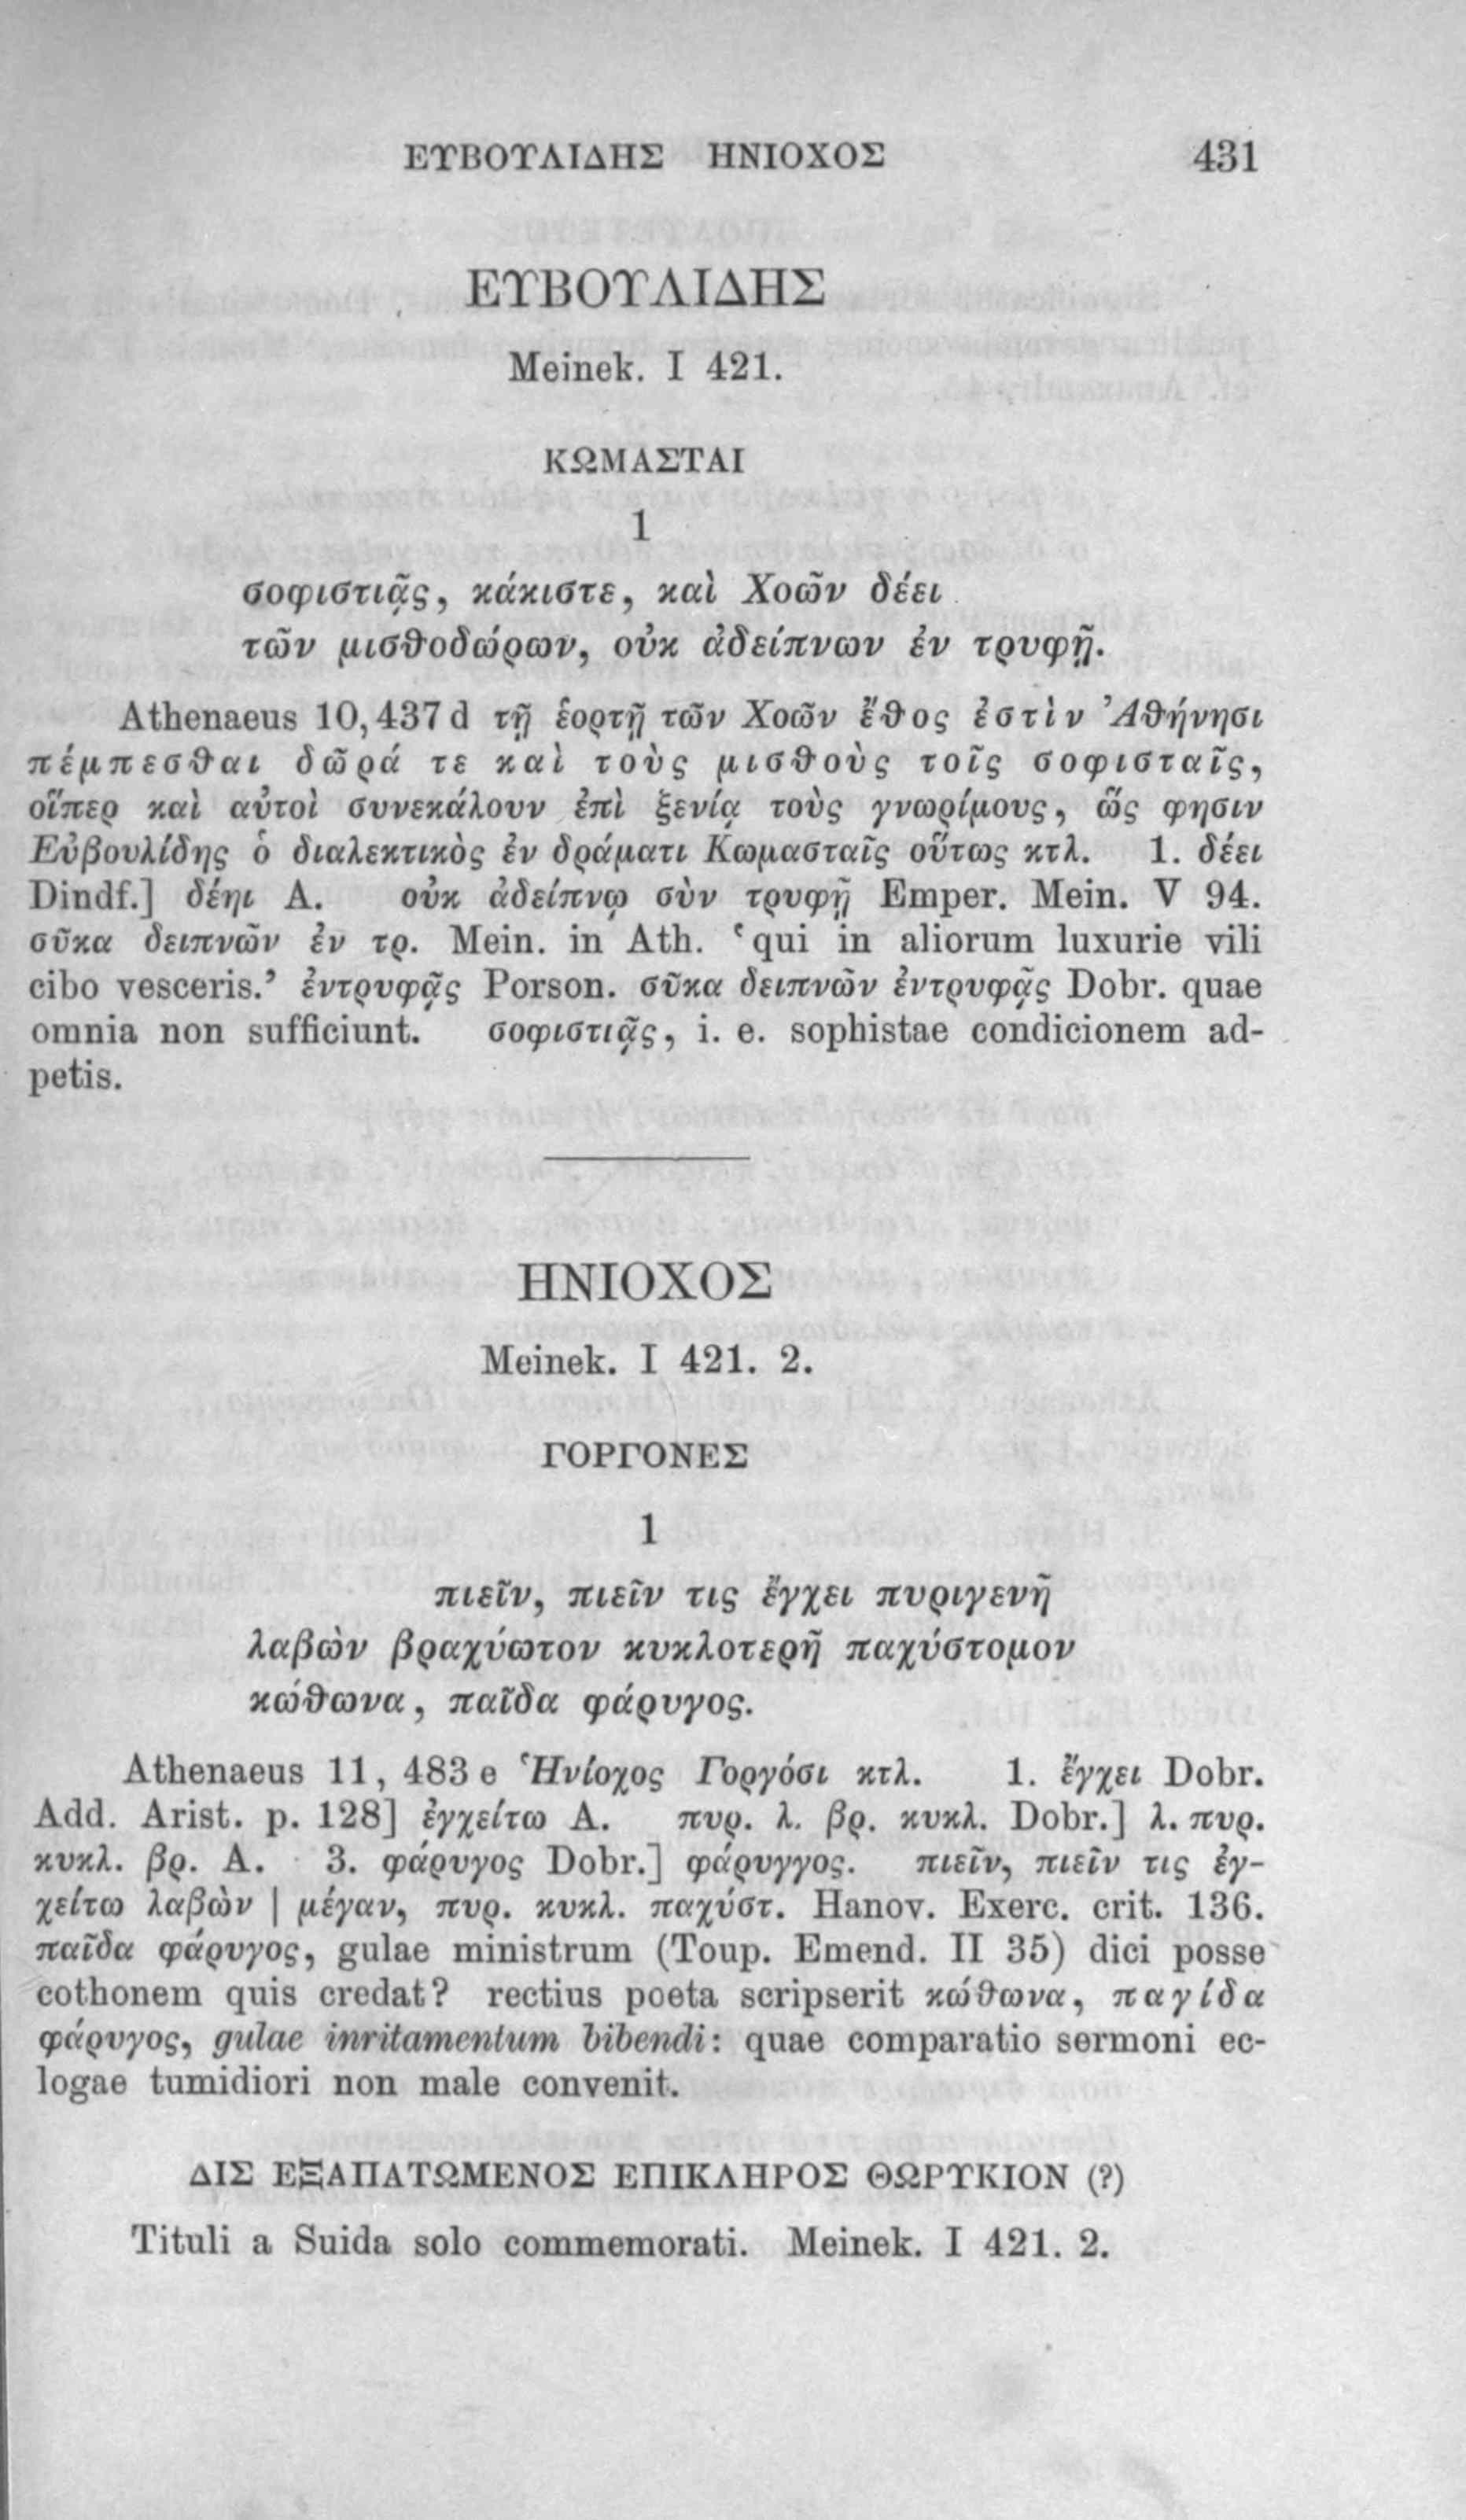 ΕΥΒΟΥΛΙΔΗΣ ΗΝΙΟΧΟΣ 431
ΕΥΒΟΥΛΙΔΗΣ
Meinek. I 421.
ΚΩΜΑΣΤΑΙ
1
σοφιστιᾷς, κάκιστε, καὶ Χοῶν δέει
τῶν μισθοδώρων, οὐκ ἀδείπνων ἐν τρυφῇ.
Athenaeus 10,437 d τῇ ἑορτῇ τῶν Χοῶν ἔθος ἐστὶν Ἀθήνησι
πέμπεσθαι δῶρά τε καὶ τοὺς μισθοὺς τοῖς σοφισταῖς,
οἵπερ καὶ αὐτοὶ συνεκάλουν ἐπὶ ξενίᾳ τοὺς γνωρίμους, ὥς φησιν
Εὐβουλίδης ὁ διαλεκτικὸς ἐν δράματι Κωμασταῖς οὕτως κτλ. 1. δέει
Dindf.] δέηι A. οὐκ ἀδείπνῳ σὺν τρυφῇ Emper. Mein. V 94.
σῦκα δειπνῶν ἐν τρ. Mein. in Ath. ‘qui in aliorum luxurie vili
cibo vesceris.’ ἐντρυφᾷς Porson. σῦκα δειπνῶν ἐντρυφᾷς Dobr. quae
omnia non sufficiunt. σοφιστιᾷς, i. e. sophistae condicionem ad-
petis.
ΗΝΙΟΧΟΣ
Meinek. I 421. 2.
ΓΟΡΓΟΝΕΣ
1
πιεῖν, πιεῖν τις ἔγχει πυριγενῆ
λαβὼν βραχύωτον κυκλοτερῆ παχύστομον
κώθωνα, παῖδα φάρυγος.
Athenaeus 11, 483 e Ἡνίοχος Γοργόσι κτλ. 1. ἔγχει Dobr.
Add. Arist. p. 128] ἐγχείτω A. πυρ. λ. βρ. κυκλ. Dobr.] λ. πυρ.
κυκλ. βρ. A. 3. φάρυγος Dobr.] φάρυγγος. πιεῖν, πιεῖν τις ἐγ-
χείτω λαβὼν | μέγαν, πυρ. κυκλ. παχύστ. Hanov. Exerc. crit. 136.
παῖδα φάρυγος, gulae ministrum (Toup. Emend. II 35) dici posse
cothonem quis credat? rectius poeta scripserit κώθωνα, παγίδα
φάρυγος, gulae inritamentum bibendi: quae comparatio sermoni ec-
logae tumidiori non male convenit.
ΔΙΣ ΕΞΑΠΑΤΩΜΕΝΟΣ ΕΠΙΚΛΗΡΟΣ ΘΩΡΥΚΙΟΝ (?)
Tituli a Suida solo commemorati. Meinek. I 421. 2.